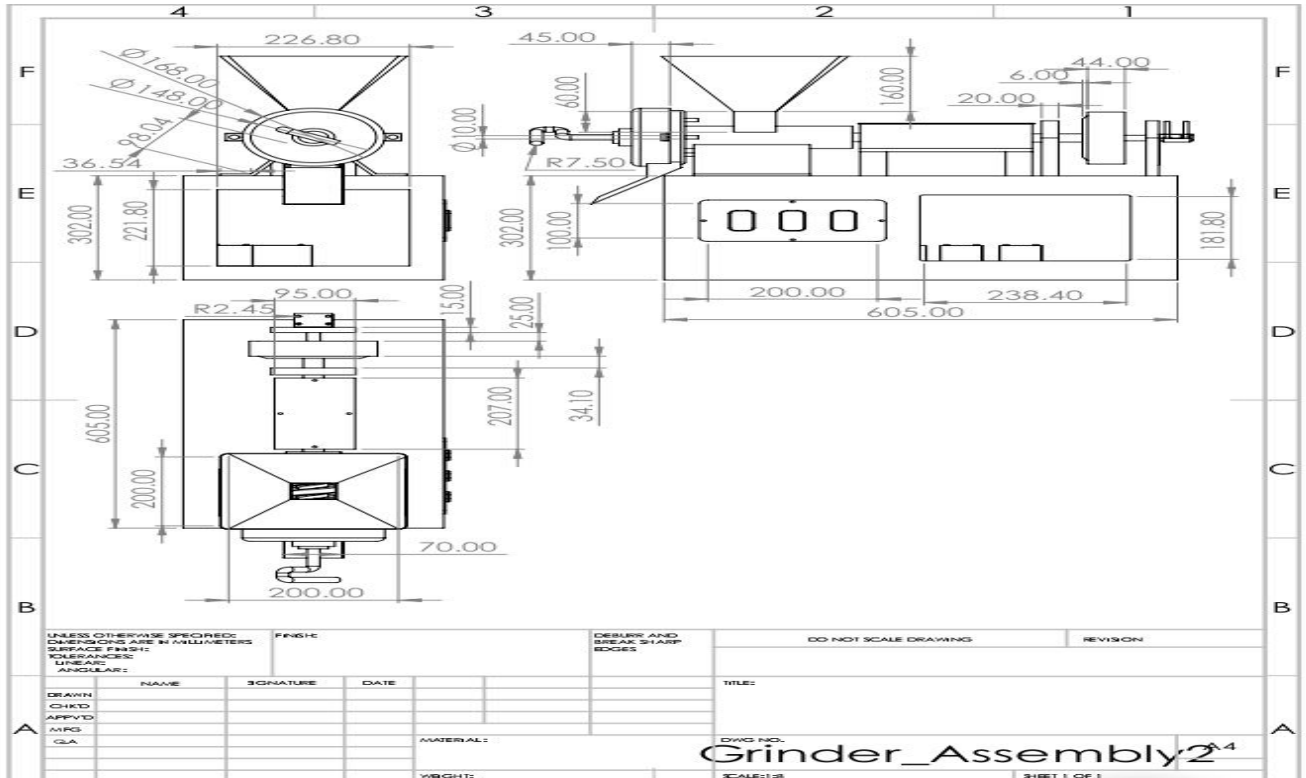 4 3 2 1
F
226.80
Ø168.00
Ø148.00
98.04
36.54
302.00
221.80
E
45.00
60.00
Ø10.00
R7.50
160.00
44.00
6.00
20.00
F
302.00
100.00
200.00
238.40
605.00
181.80
E
D
95.00
R2.45
15.00
25.00
34.10
207.00
605.00
200.00
70.00
200.00
D
C
C
B
B
UNLESS OTHERWISE SPECIFIED:
DIMENSIONS ARE IN MILLIMETERS
SURFACE FINISH:
TOLERANCES:
LINEAR:
ANGULAR:
FINISH:
DEBURR AND
BREAK SHARP
EDGES
DO NOT SCALE DRAWING
REVISION
NAME SIGNATURE DATE
TITLE:
DRAWN
CHK'D
APPV'D
MFG
Q.A
A
MATERIAL:
DWG NO.
Grinder_Assembly2
A4
A
WEIGHT:
SCALE:1:8
SHEET 1 OF 1